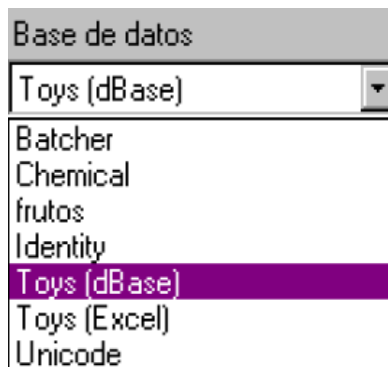 Base de datos
Toys (dBase)
Batcher
Chemical
frutos
Identity
Toys (dBase)
Toys (Excel)
Unicode